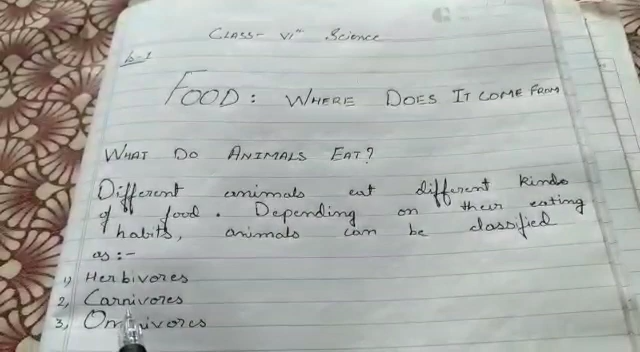 CLASS- VIth Science
L-1
FOOD: WHERE DOES IT COME FROM
WHAT DO ANIMALS EAT?
Different animals eat different kinds
of food. Depending on their eating
habits, animals can be classified
as:-
1) Herbivores
2, Carnivores
3, Omnivores